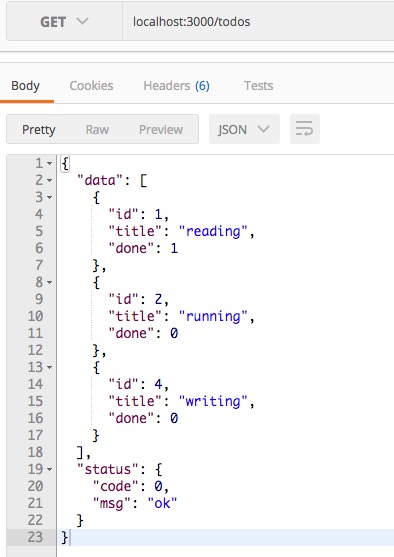 GET localhost:3000/todos
Body Cookies Headers (6) Tests
Pretty Raw Preview JSON
1 {
2 "data": [
3 {
4 "id": 1,
5 "title": "reading",
6 "done": 1
7 },
8 {
9 "id": 2,
10 "title": "running",
11 "done": 0
12 },
13 {
14 "id": 4,
15 "title": "writing",
16 "done": 0
17 }
18 ],
19 "status": {
20 "code": 0,
21 "msg": "ok"
22 }
23 }